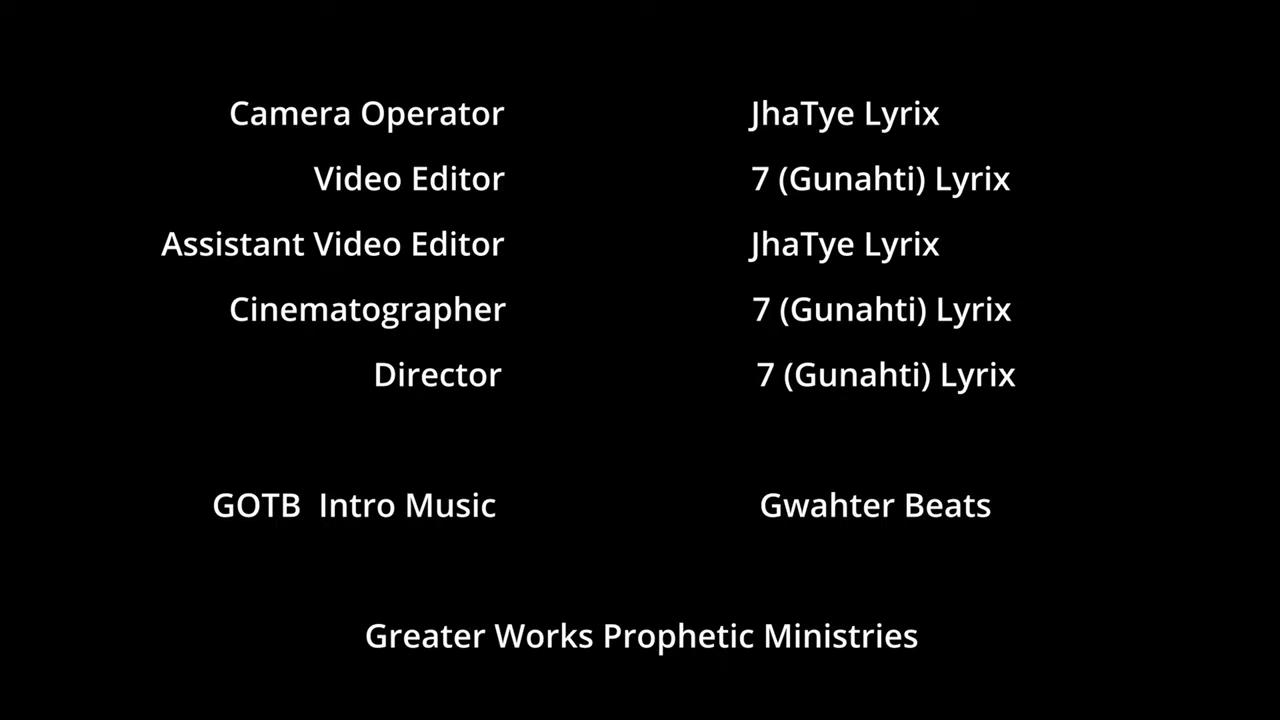 Camera Operator JhaTye Lyrix
Video Editor 7 (Gunahti) Lyrix
Assistant Video Editor JhaTye Lyrix
Cinematographer 7 (Gunahti) Lyrix
Director 7 (Gunahti) Lyrix
GOTB  Intro Music Gwahter Beats
Greater Works Prophetic Ministries